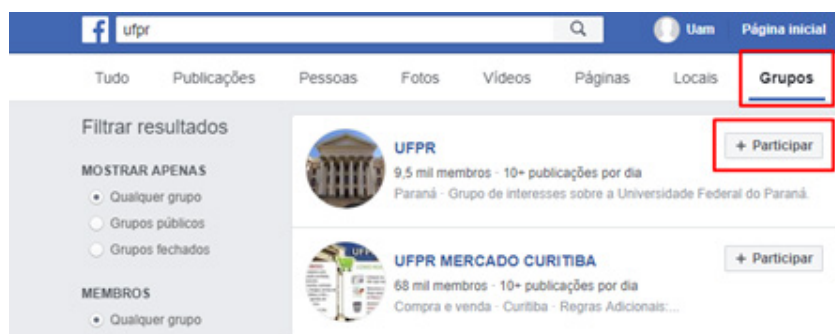 ufpr
Uam
Página inicial
Tudo
Publicações
Pessoas
Fotos
Vídeos
Páginas
Locais
Grupos
Filtrar resultados
MOSTRAR APENAS
Qualquer grupo
Grupos públicos
Grupos fechados
MEMBROS
Qualquer grupo
UFPR
+ Participar
9,5 mil membros · 10+ publicações por dia
Paraná · Grupo de interesses sobre a Universidade Federal do Paraná.
UFPR MERCADO CURITIBA
+ Participar
68 mil membros · 10+ publicações por dia
Compra e venda · Curitiba · Regras Adicionais:...